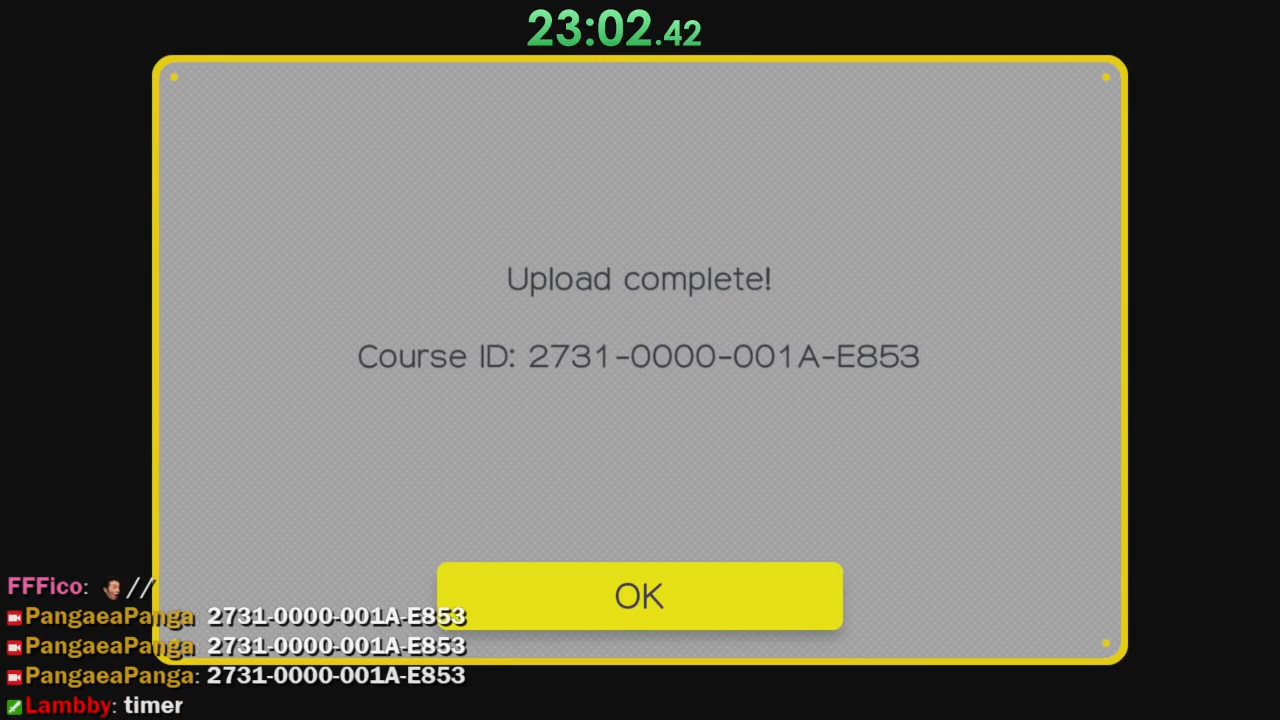 23:02.42
Upload complete!
Course ID: 2731-0000-001A-E853
OK
FFFico: //
PangaeaPanga: 2731-0000-001A-E853
PangaeaPanga: 2731-0000-001A-E853
PangaeaPanga: 2731-0000-001A-E853
Lambby: timer